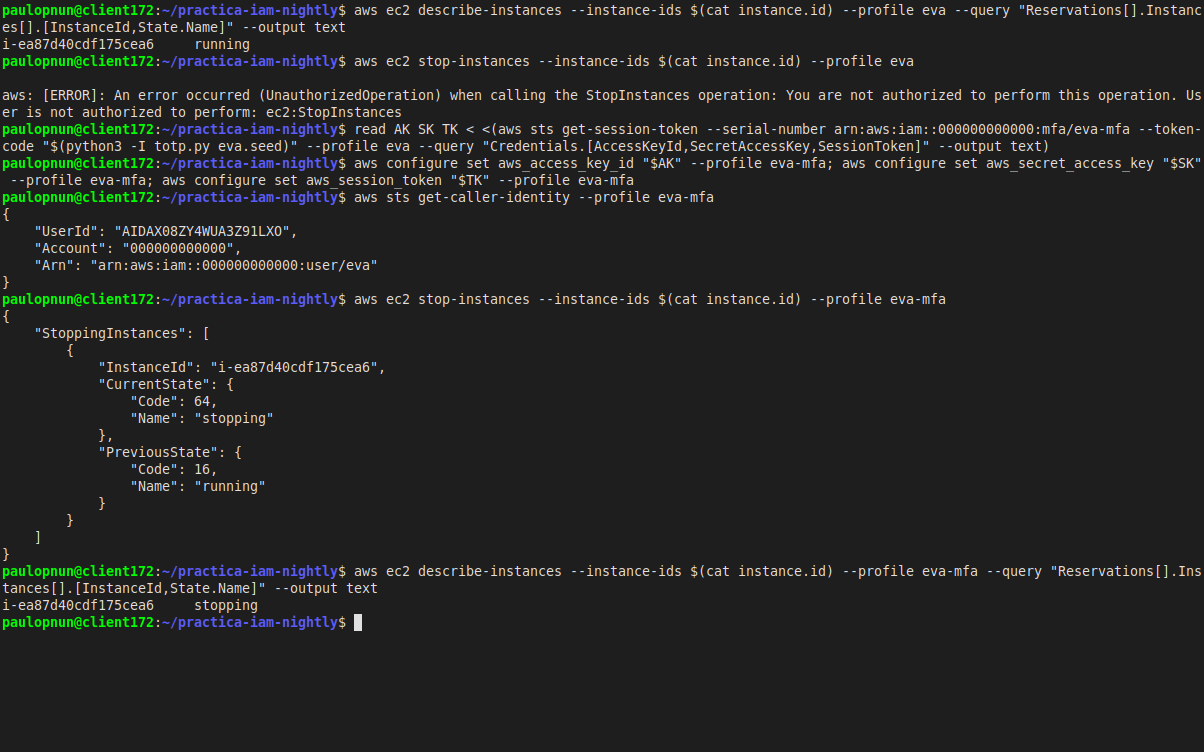 paulopnun@client172:~/practica-iam-nightly$ aws ec2 describe-instances --instance-ids $(cat instance.id) --profile eva --query "Reservations[].Instanc
es[].[InstanceId,State.Name]" --output text
i-ea87d40cdf175cea6     running
paulopnun@client172:~/practica-iam-nightly$ aws ec2 stop-instances --instance-ids $(cat instance.id) --profile eva

aws: [ERROR]: An error occurred (UnauthorizedOperation) when calling the StopInstances operation: You are not authorized to perform this operation. Us
er is not authorized to perform: ec2:StopInstances
paulopnun@client172:~/practica-iam-nightly$ read AK SK TK < <(aws sts get-session-token --serial-number arn:aws:iam::000000000000:mfa/eva-mfa --token-
code "$(python3 -I totp.py eva.seed)" --profile eva --query "Credentials.[AccessKeyId,SecretAccessKey,SessionToken]" --output text)
paulopnun@client172:~/practica-iam-nightly$ aws configure set aws_access_key_id "$AK" --profile eva-mfa; aws configure set aws_secret_access_key "$SK"
 --profile eva-mfa; aws configure set aws_session_token "$TK" --profile eva-mfa
paulopnun@client172:~/practica-iam-nightly$ aws sts get-caller-identity --profile eva-mfa
{
    "UserId": "AIDAX08ZY4WUA3Z91LXO",
    "Account": "000000000000",
    "Arn": "arn:aws:iam::000000000000:user/eva"
}
paulopnun@client172:~/practica-iam-nightly$ aws ec2 stop-instances --instance-ids $(cat instance.id) --profile eva-mfa
{
    "StoppingInstances": [
        {
            "InstanceId": "i-ea87d40cdf175cea6",
            "CurrentState": {
                "Code": 64,
                "Name": "stopping"
            },
            "PreviousState": {
                "Code": 16,
                "Name": "running"
            }
        }
    ]
}
paulopnun@client172:~/practica-iam-nightly$ aws ec2 describe-instances --instance-ids $(cat instance.id) --profile eva-mfa --query "Reservations[].Ins
tances[].[InstanceId,State.Name]" --output text
i-ea87d40cdf175cea6     stopping
paulopnun@client172:~/practica-iam-nightly$